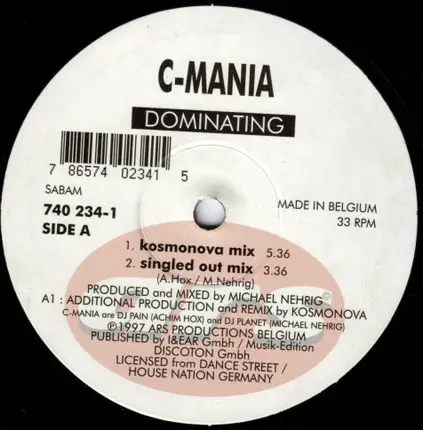 C-MANIA
DOMINATING
7 86574 02341 5
SABAM
740 234-1
SIDE A
MADE IN BELGIUM
33 RPM
1. kosmonova mix 5.36
2. singled out mix 3.36
(A.Hox / M.Nehrig)
PRODUCED AND MIXED BY MICHAEL NEHRIG
A1 : ADDITIONAL PRODUCTION AND REMIX BY KOSMONOVA
C-MANIA are DJ PAIN (ACHIM HOX) and DJ PLANET (MICHAEL NEHRIG)
℗1997 ARS PRODUCTIONS BELGIUM
PUBLISHED BY I&EAR Gmbh / Musik-Edition
DISCOTON Gmbh
LICENSED from DANCE STREET /
HOUSE NATION GERMANY